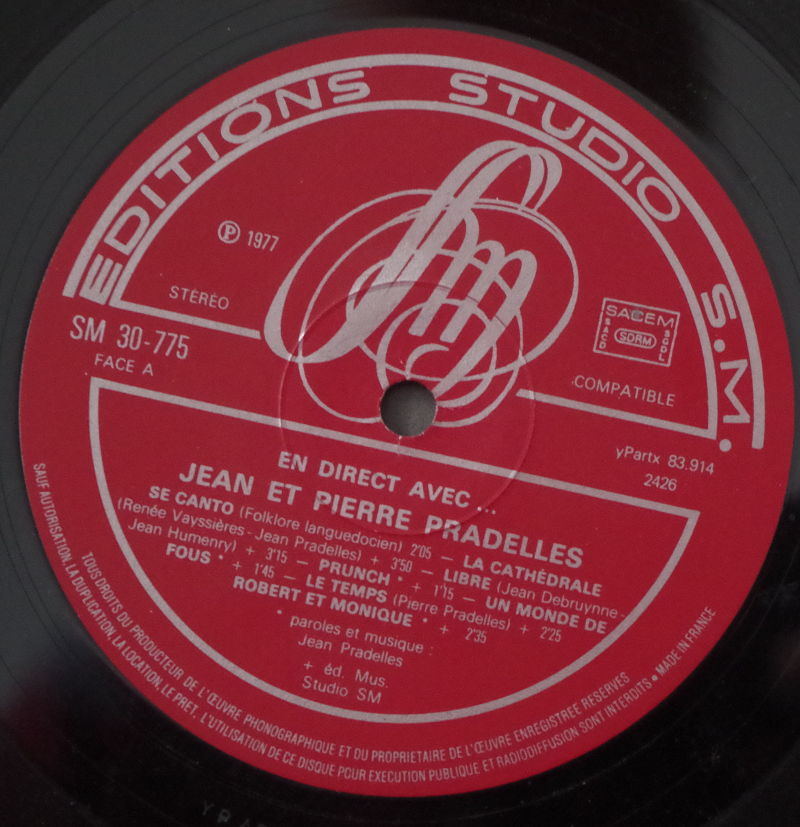 EDITIONS STUDIO S.M.
℗ 1977
STÉRÉO
SM 30-775
FACE A
SACEM
SACD SDRM SGDL
COMPATIBLE
yPartx 83.914
2426
EN DIRECT AVEC ...
JEAN ET PIERRE PRADELLES
SE CANTO (Folklore languedocien) 2'05 – LA CATHÉDRALE
(Renée Vayssières - Jean Pradelles) + 3'50 – LIBRE (Jean Debruynne -
Jean Humenry) + 3'15 – PRUNCH * + 1'15 – UN MONDE DE
FOUS * + 1'45 – LE TEMPS (Pierre Pradelles) + 2'25
ROBERT ET MONIQUE * + 2'35
* paroles et musique :
Jean Pradelles
+ éd. Mus.
Studio SM
TOUS DROITS DU PRODUCTEUR DE L'ŒUVRE PHONOGRAPHIQUE ET DU PROPRIETAIRE DE L'ŒUVRE ENREGISTREE RESERVES
SAUF AUTORISATION, LA DUPLICATION, LA LOCATION, LE PRET, L'UTILISATION DE CE DISQUE POUR EXECUTION PUBLIQUE ET RADIODIFFUSION SONT INTERDITS • MADE IN FRANCE